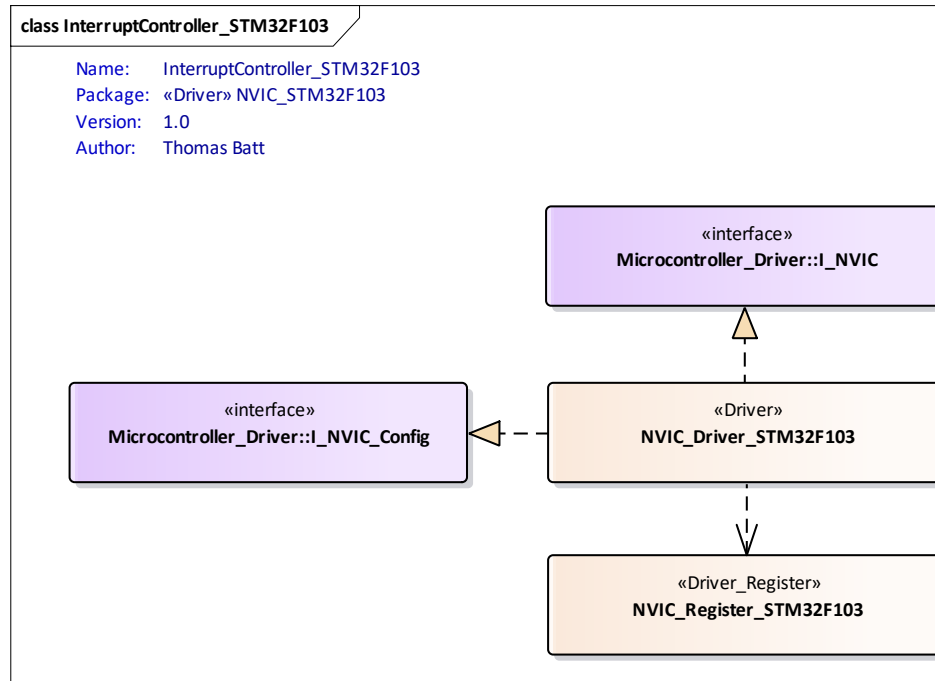 class InterruptController_STM32F103
Name: InterruptController_STM32F103
Package: «Driver» NVIC_STM32F103
Version: 1.0
Author: Thomas Batt
«interface»
Microcontroller_Driver::I_NVIC
«interface»
Microcontroller_Driver::I_NVIC_Config
«Driver»
NVIC_Driver_STM32F103
«Driver_Register»
NVIC_Register_STM32F103